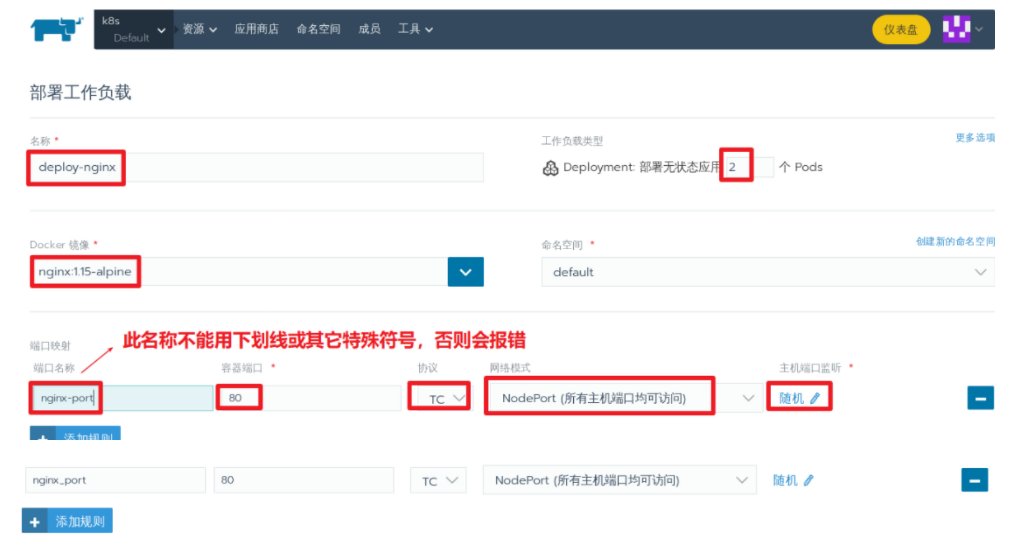 k8s
Default
资源 应用商店 命名空间 成员 工具 仪表盘
部署工作负载
名称 * 工作负载类型 更多选项
deploy-nginx Deployment: 部署无状态应用 2 个 Pods
Docker 镜像 * 命名空间 * 创建新的命名空间
nginx:1.15-alpine default
此名称不能用下划线或其它特殊符号，否则会报错
端口映射
端口名称 容器端口 * 协议 网络模式 主机端口监听 *
nginx-port 80 TC NodePort (所有主机端口均可访问) 随机
+ 添加规则
nginx_port 80 TC NodePort (所有主机端口均可访问) 随机
+ 添加规则